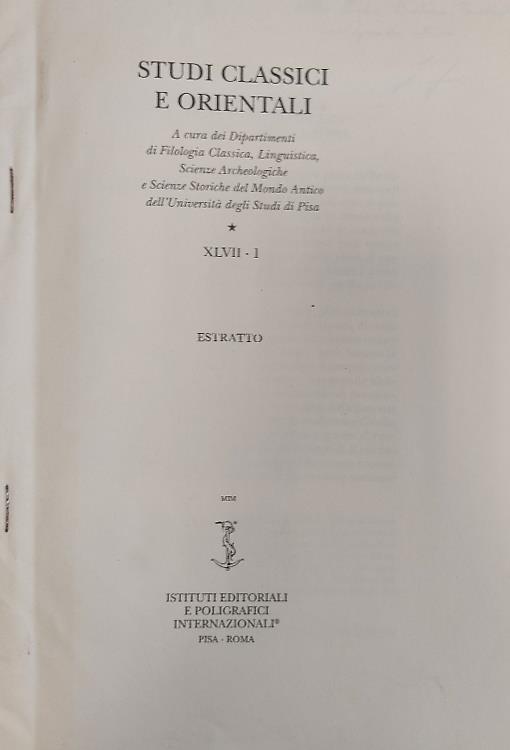 STUDI CLASSICI
E ORIENTALI
A cura dei Dipartimenti
di Filologia Classica, Linguistica,
Scienze Archeologiche
e Scienze Storiche del Mondo Antico
dell'Università degli Studi di Pisa
★
XLVII · 1
ESTRATTO
MM
ISTITUTI EDITORIALI
E POLIGRAFICI
INTERNAZIONALI®
PISA · ROMA